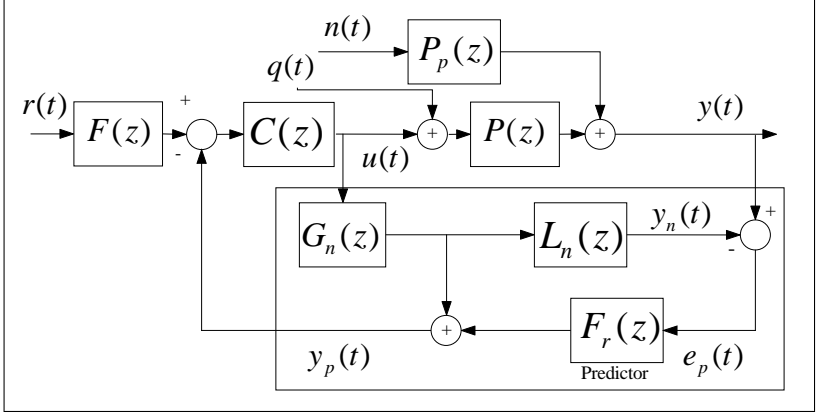 n(t)
P_p(z)
q(t)
r(t)
F(z)
+
-
C(z)
u(t)
+
P(z)
+
y(t)
G_n(z)
L_n(z)
y_n(t)
+
-
+
F_r(z)
y_p(t)
Predictor
e_p(t)